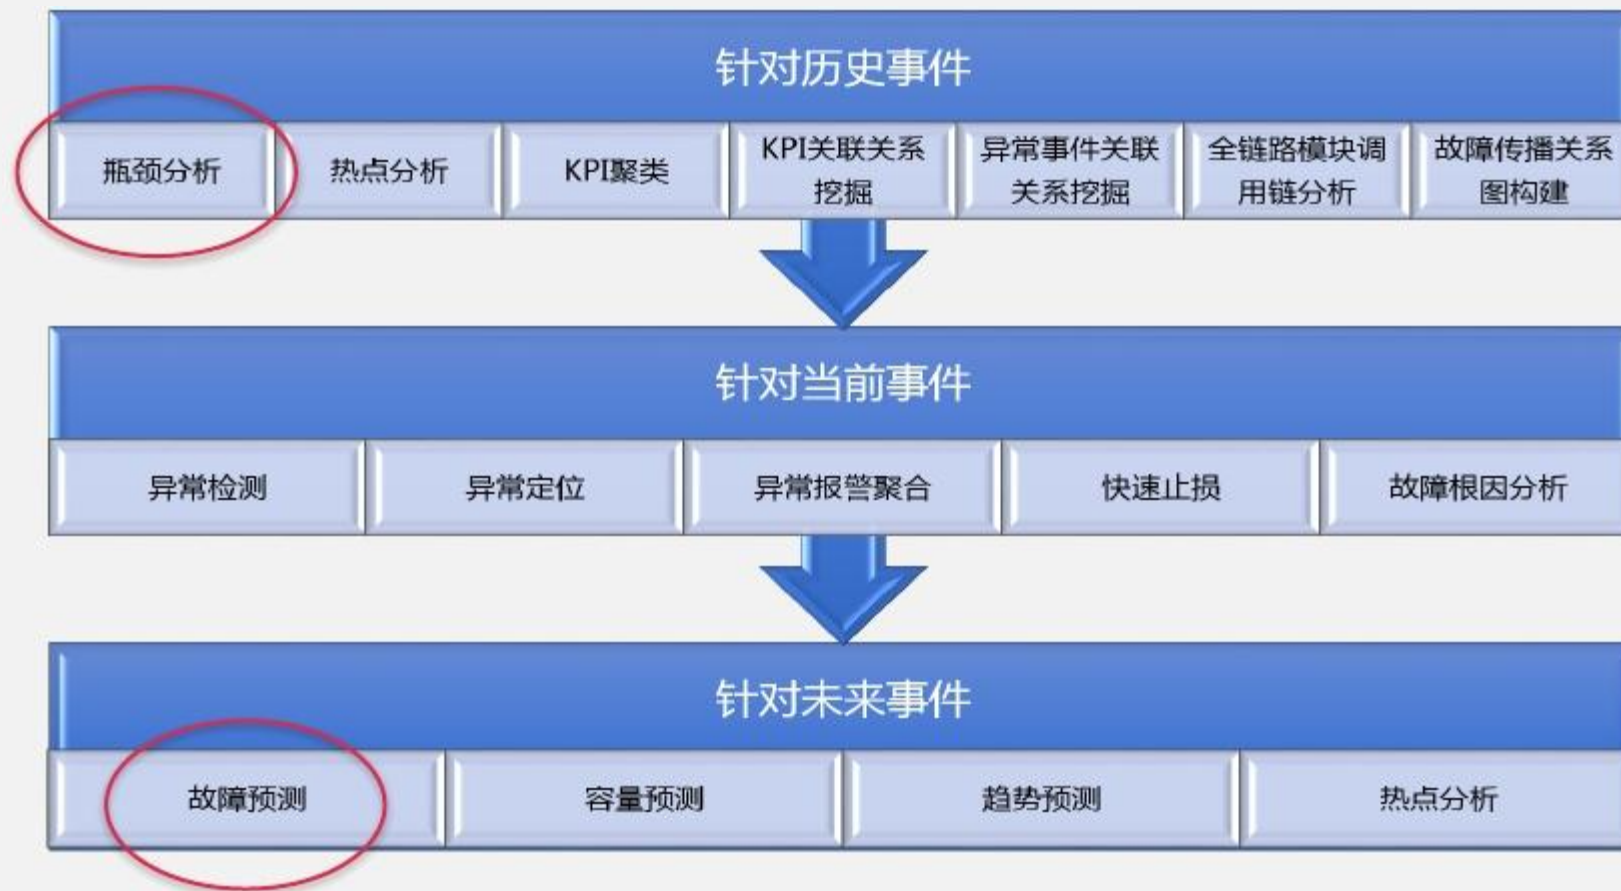 针对历史事件
瓶颈分析
热点分析
KPI聚类
KPI关联关系
挖掘
异常事件关联
关系挖掘
全链路模块调
用链分析
故障传播关系
图构建
针对当前事件
异常检测
异常定位
异常报警聚合
快速止损
故障根因分析
针对未来事件
故障预测
容量预测
趋势预测
热点分析